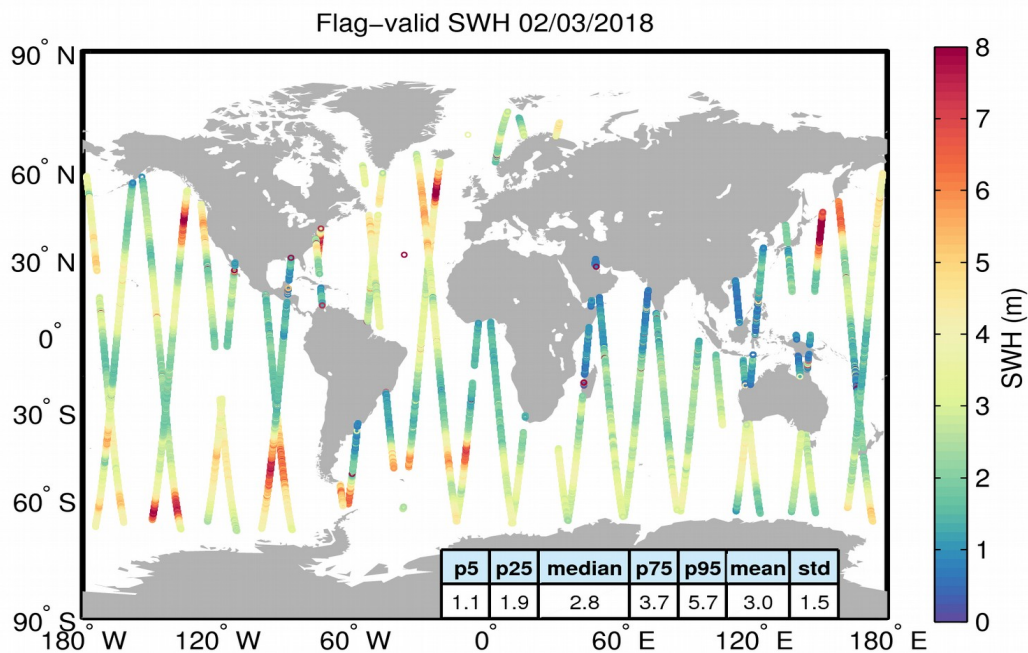 Flag−valid SWH 02/03/2018
90° N
60° N
30° N
0°
30° S
60° S
90° S
180° W
120° W
60° W
0°
60° E
120° E
180° E
8
7
6
5
4
3
2
1
0
SWH (m)
p5 p25 median p75 p95 mean std
1.1 1.9 2.8 3.7 5.7 3.0 1.5